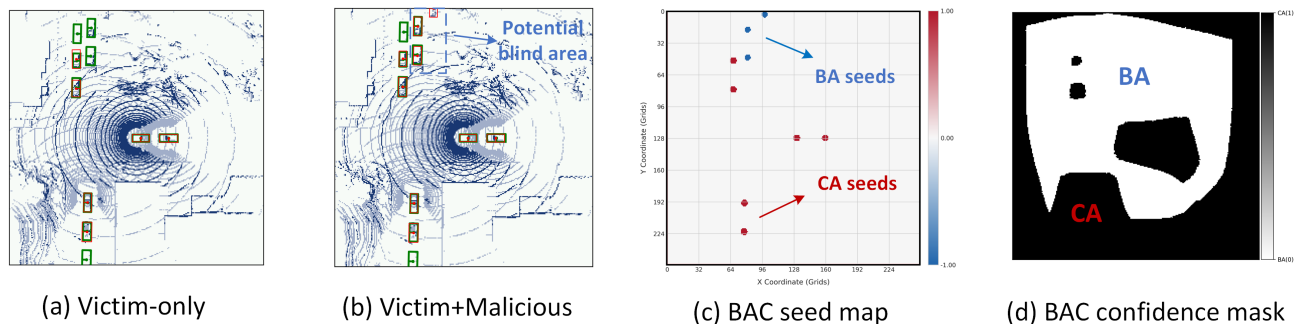 Potential
blind area
0
32
64
96
128
160
192
224
Y Coordinate (Grids)
0 32 64 96 128 160 192 224
X Coordinate (Grids)
BA seeds
CA seeds
1.00
0.00
-1.00
BA
CA
CA(1)
BA(0)
(a) Victim-only
(b) Victim+Malicious
(c) BAC seed map
(d) BAC confidence mask